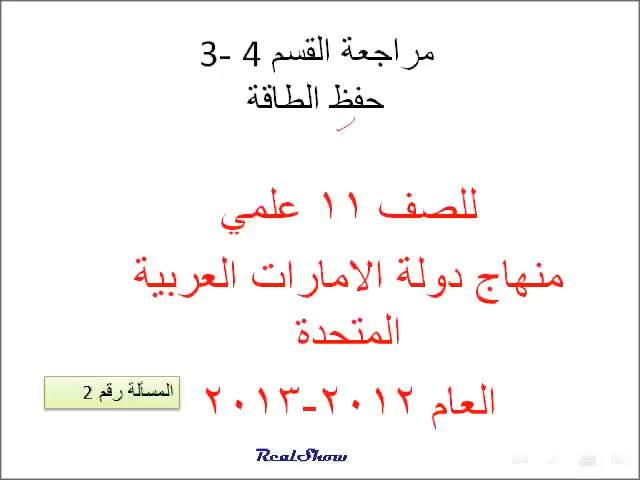 مراجعة القسم 4 -3
حفظ الطاقة
للصف ١١ علمي
منهاج دولة الامارات العربية
المتحدة
العام ٢٠١٢-٢٠١٣
المسألة رقم 2
RealShow